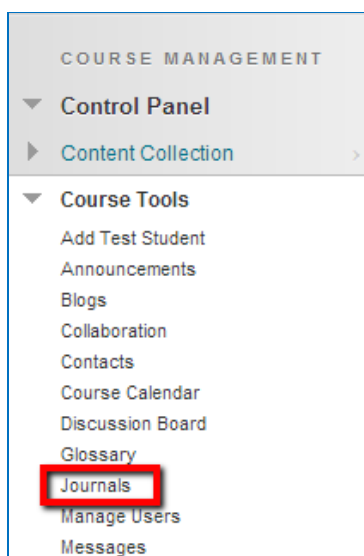 COURSE MANAGEMENT
Control Panel
Content Collection
Course Tools
Add Test Student
Announcements
Blogs
Collaboration
Contacts
Course Calendar
Discussion Board
Glossary
Journals
Manage Users
Messages